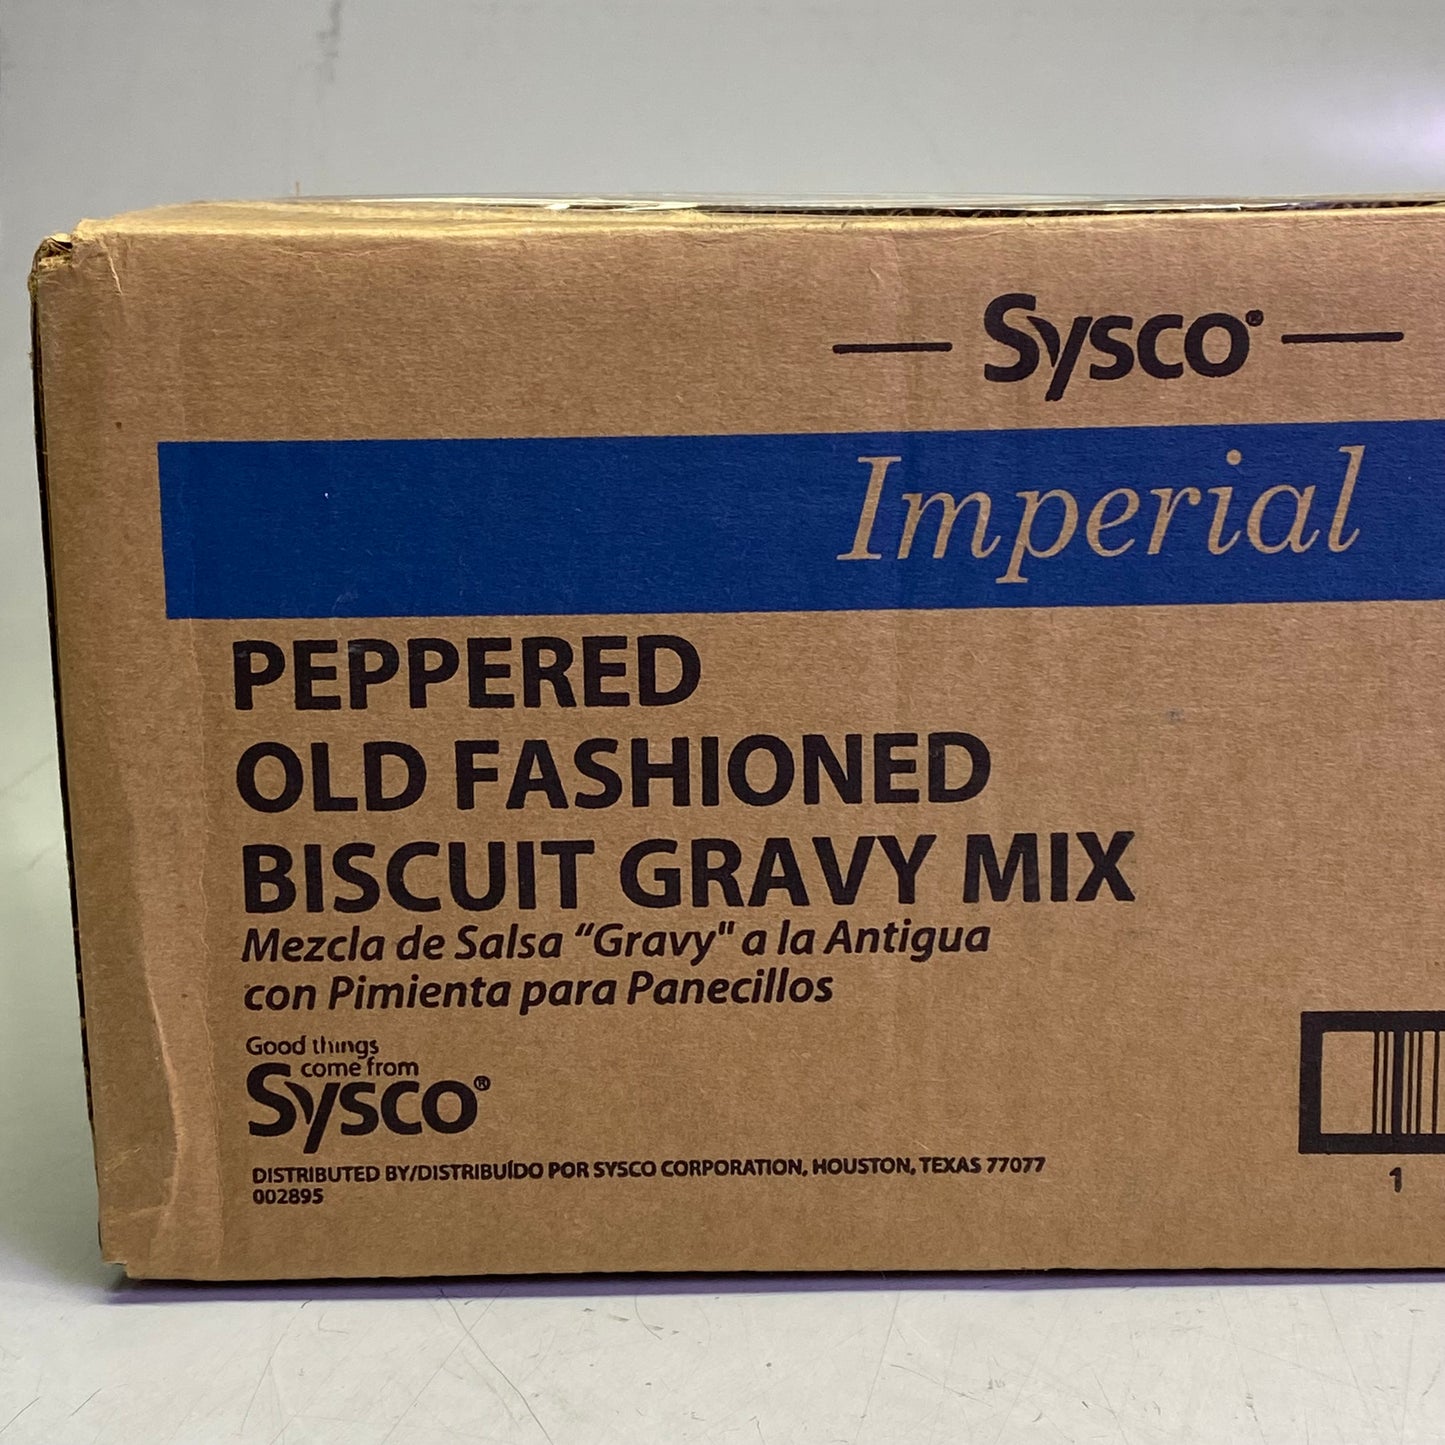 Sysco®
Imperial
PEPPERED
OLD FASHIONED
BISCUIT GRAVY MIX
Mezcla de Salsa “Gravy" a la Antigua
con Pimienta para Panecillos
Good things
come from
Sysco®
DISTRIBUTED BY/DISTRIBUÍDO POR SYSCO CORPORATION, HOUSTON, TEXAS 77077
002895
1